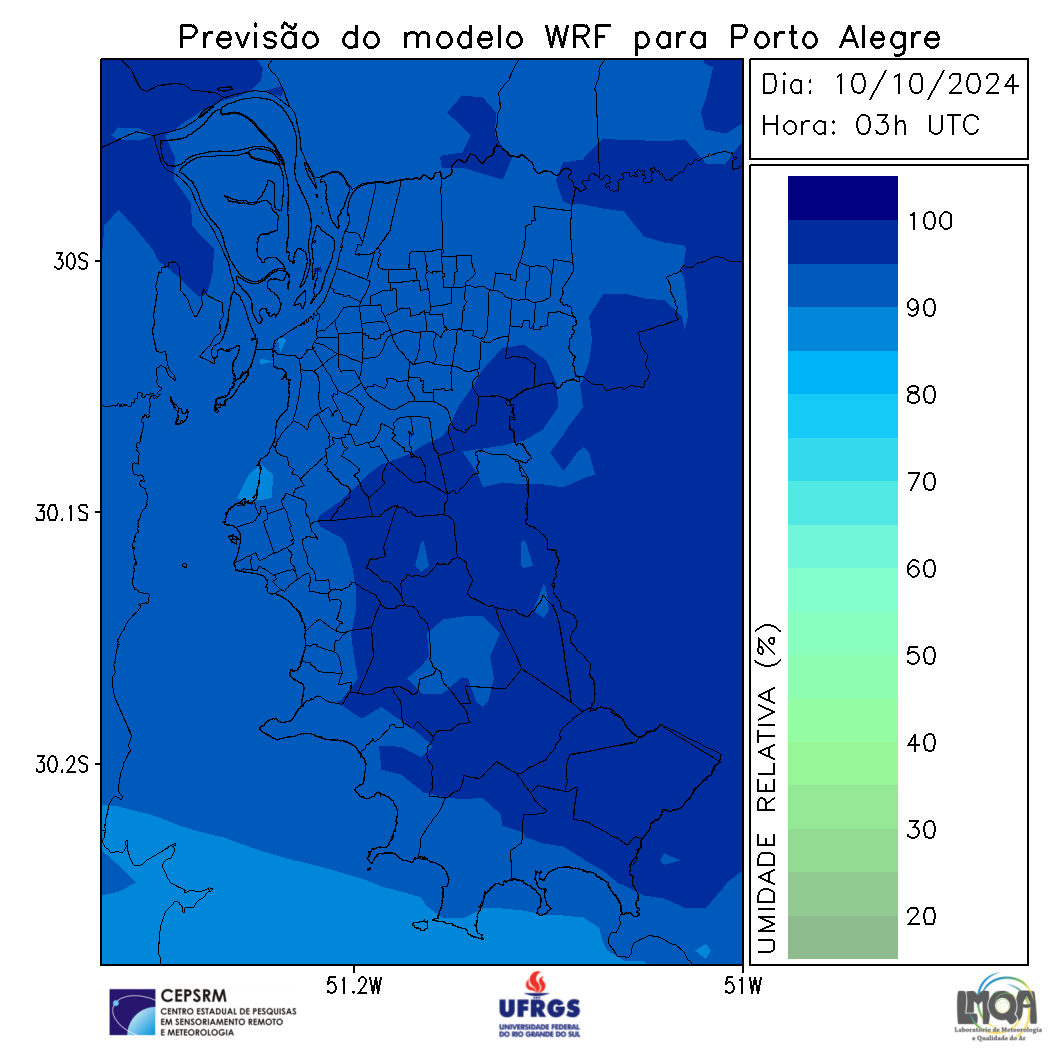 Previsão do modelo WRF para Porto Alegre
Dia: 10/10/2024
Hora: 03h UTC
30S
30.1S
30.2S
51.2W
51W
100
90
80
70
60
50
40
30
20
UMIDADE RELATIVA (%)
CEPSRM
CENTRO ESTADUAL DE PESQUISAS
EM SENSORIAMENTO REMOTO
E METEOROLOGIA
UFRGS
UNIVERSIDADE FEDERAL
DO RIO GRANDE DO SUL
LMQA
Laboratório de Meteorologia
e Qualidade do Ar